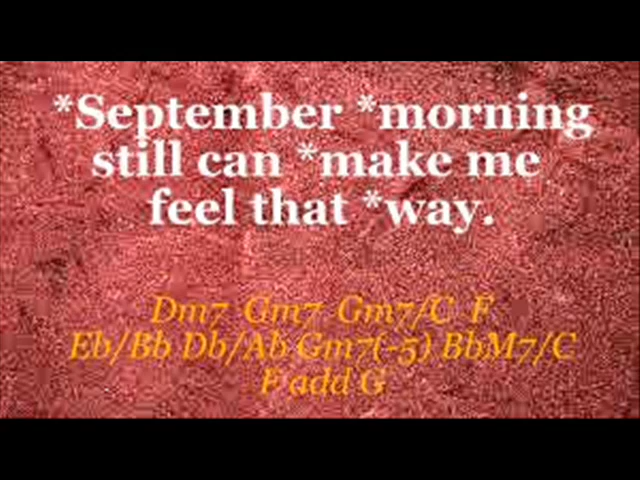 *September *morning
still can *make me
feel that *way.
Dm7 Gm7 Gm7/C F
Eb/Bb Db/Ab Gm7(-5) BbM7/C
F add G